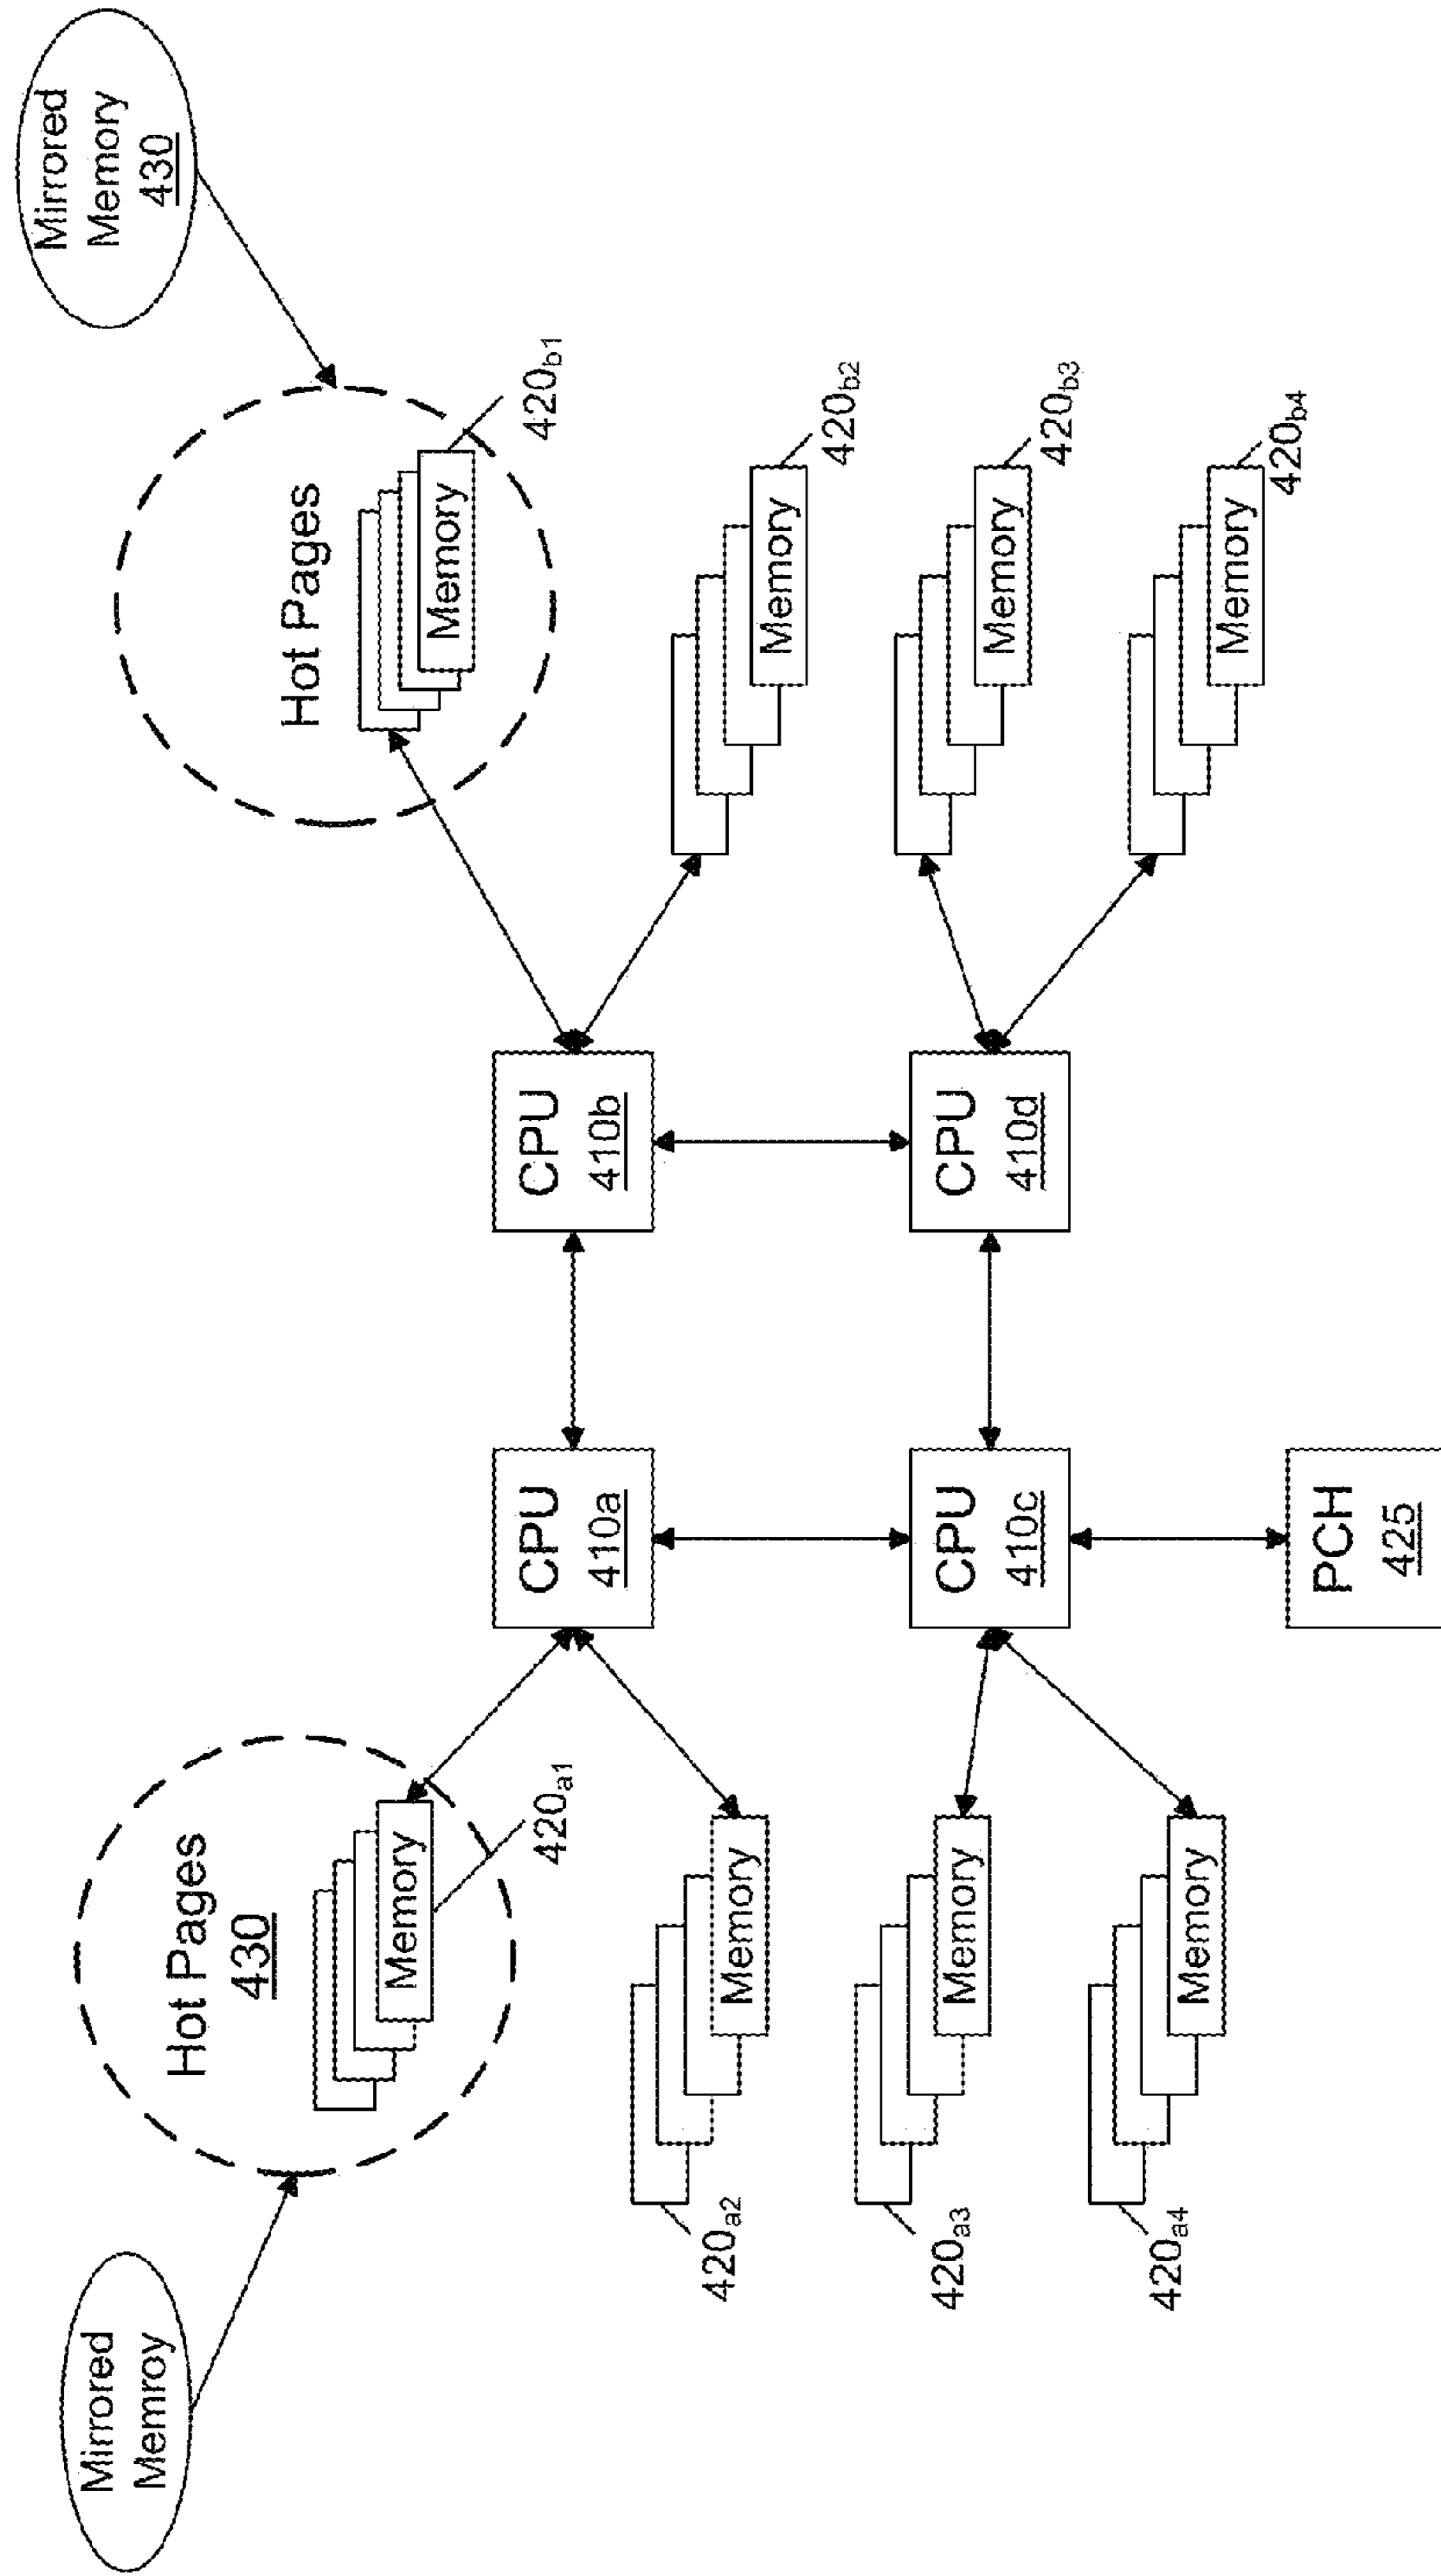 Mirrored
Memroy
Hot Pages
430
Memory
420a1
Memory
420a2
Memory
420a3
Memory
420a4
CPU
410a
CPU
410c
PCH
425
CPU
410b
CPU
410d
Mirrored
Memory
430
Hot Pages
Memory
420b1
Memory
420b2
Memory
420b3
Memory
420b4